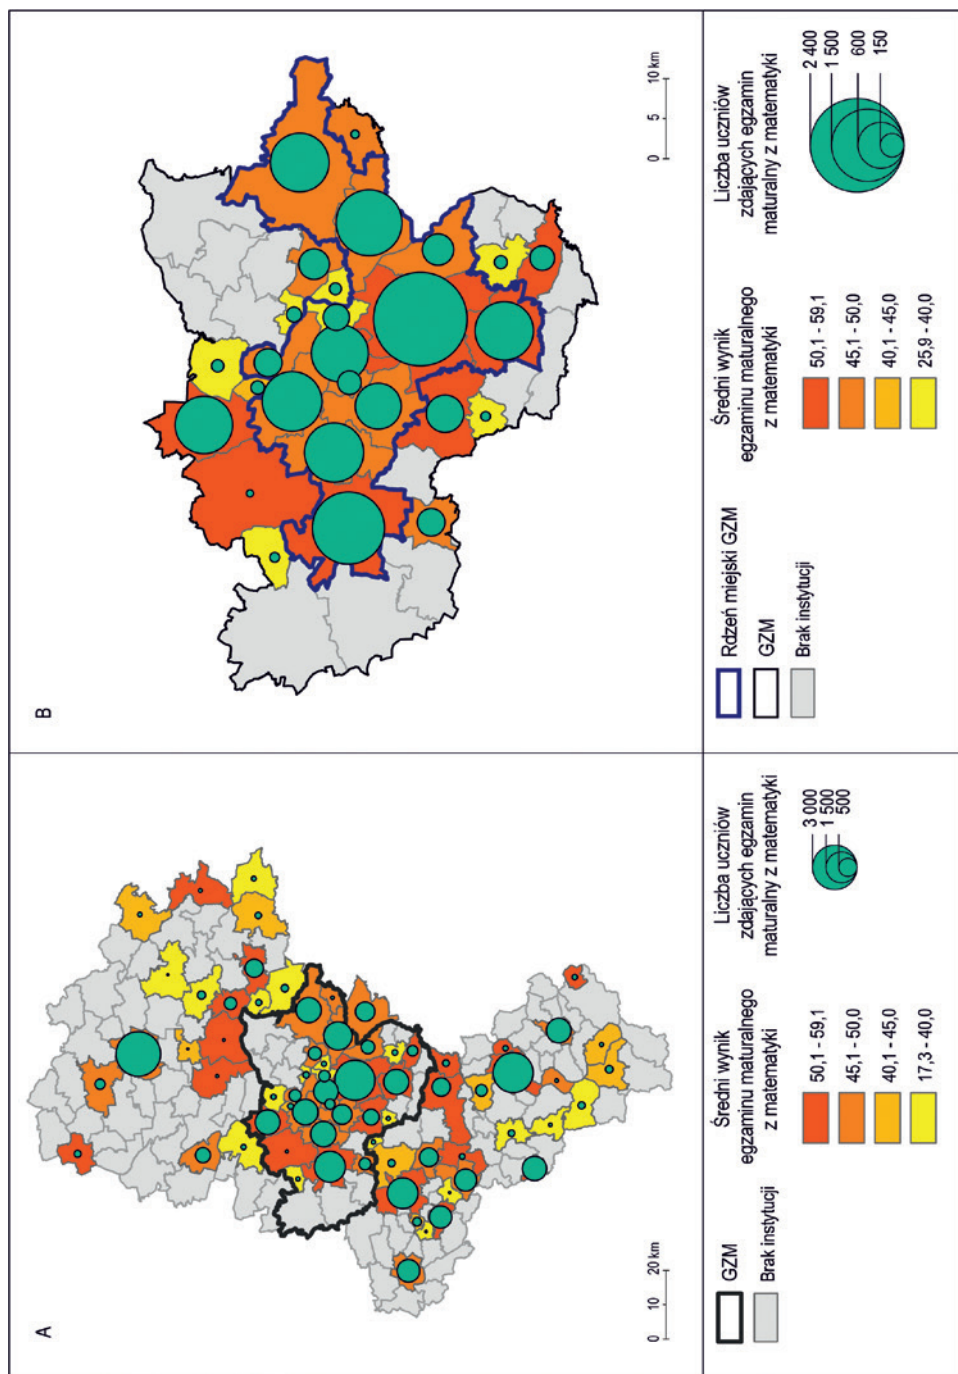 A
0 10 20 km
GZM
Brak instytucji
Średni wynik
egzaminu maturalnego
z matematyki
50,1 - 59,1
45,1 - 50,0
40,1 - 45,0
17,3 - 40,0
Liczba uczniów
zdających egzamin
maturalny z matematyki
3 000
1 500
500
B
0 5 10 km
Rdzeń miejski GZM
GZM
Brak instytucji
Średni wynik
egzaminu maturalnego
z matematyki
50,1 - 59,1
45,1 - 50,0
40,1 - 45,0
25,9 - 40,0
Liczba uczniów
zdających egzamin
maturalny z matematyki
2 400
1 500
600
150